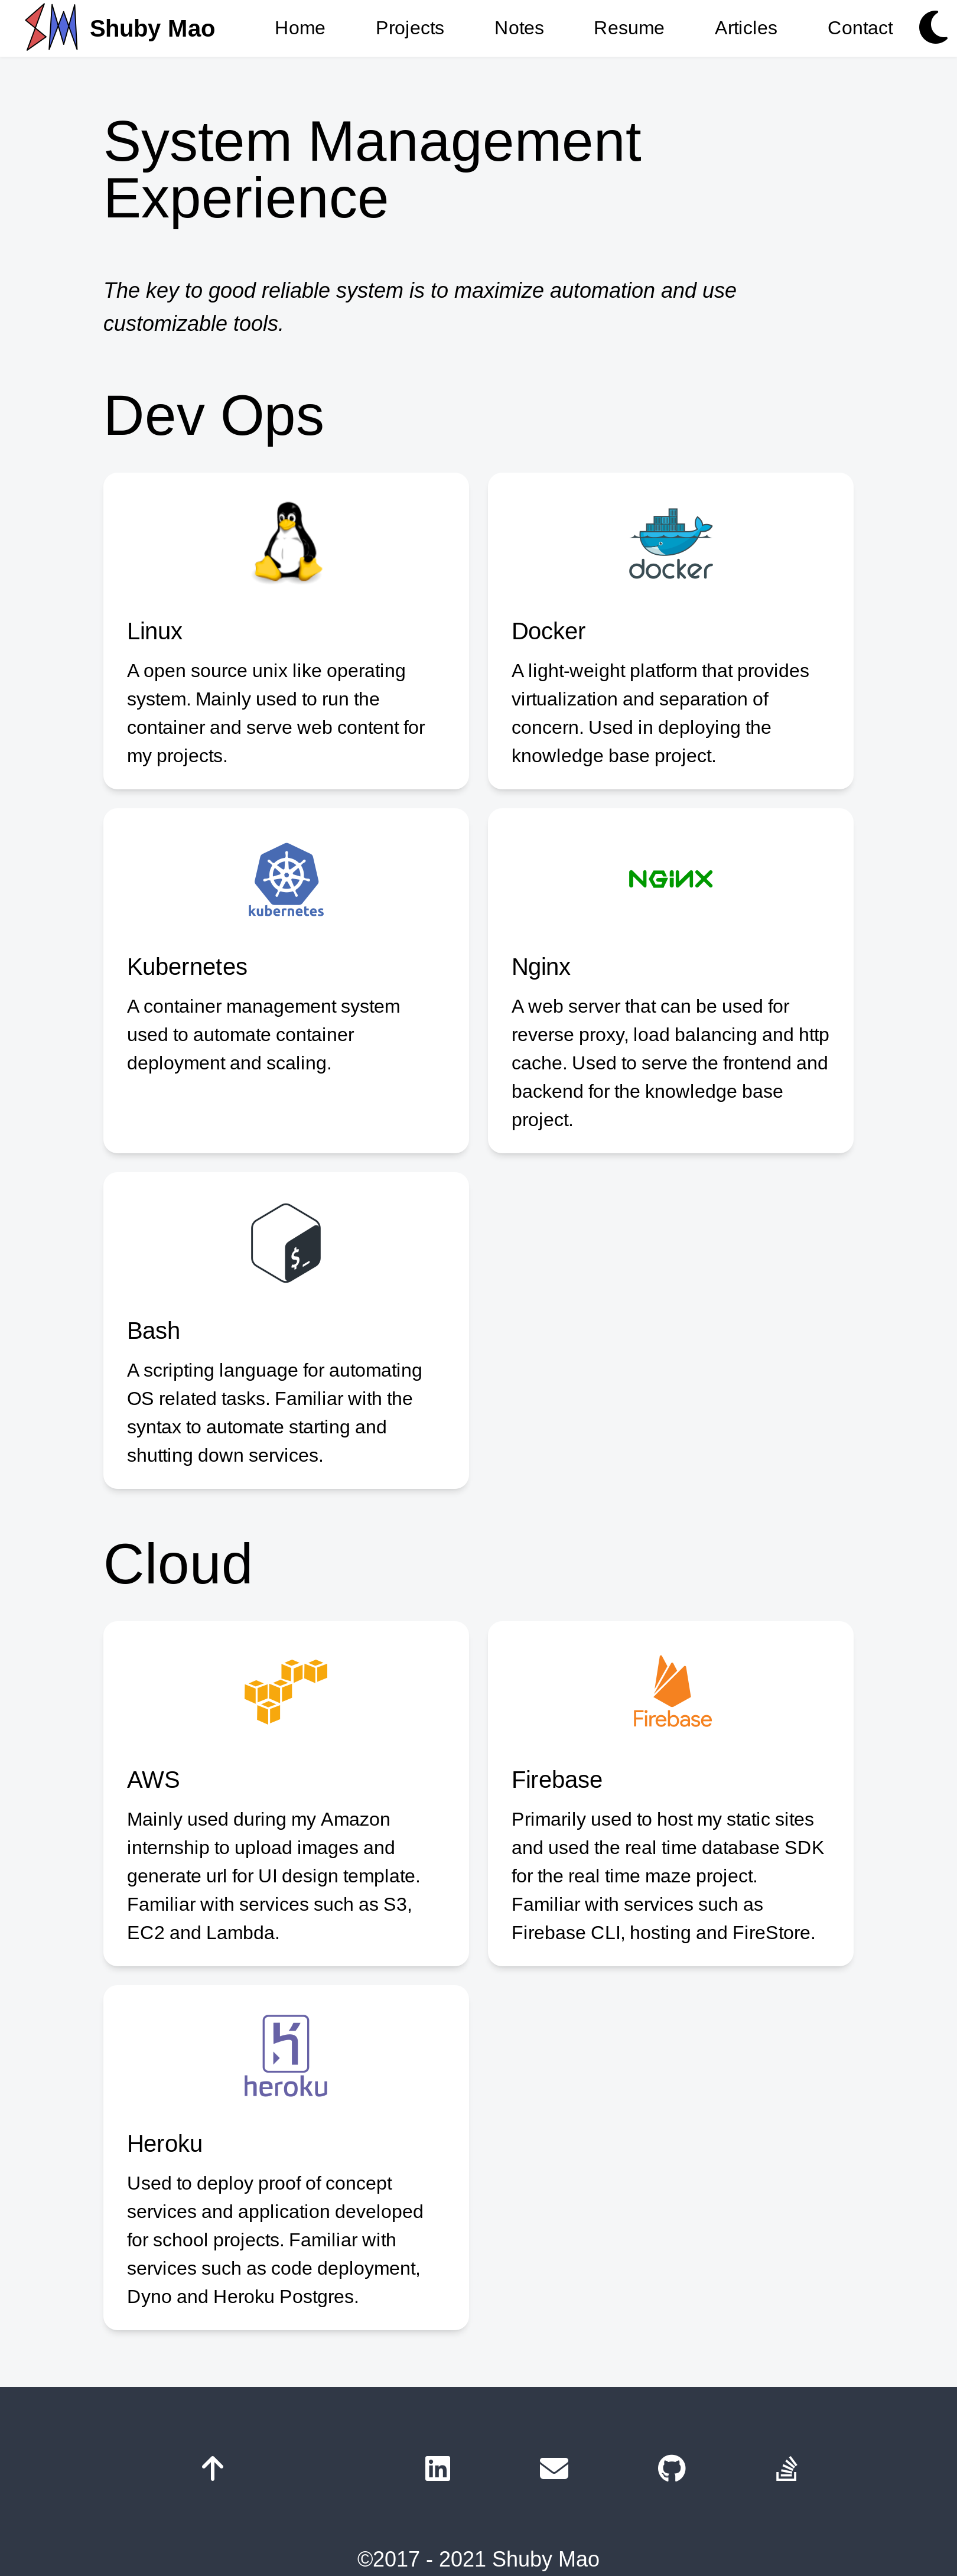 SM Shuby Mao Home Projects Notes Resume Articles Contact
System Management
Experience
The key to good reliable system is to maximize automation and use
customizable tools.
Dev Ops
docker
Linux
A open source unix like operating
system. Mainly used to run the
container and serve web content for
my projects.
Docker
A light-weight platform that provides
virtualization and separation of
concern. Used in deploying the
knowledge base project.
kubernetes
Kubernetes
A container management system
used to automate container
deployment and scaling.
NGINX
Nginx
A web server that can be used for
reverse proxy, load balancing and http
cache. Used to serve the frontend and
backend for the knowledge base
project.
$_
Bash
A scripting language for automating
OS related tasks. Familiar with the
syntax to automate starting and
shutting down services.
Cloud
AWS
Mainly used during my Amazon
internship to upload images and
generate url for UI design template.
Familiar with services such as S3,
EC2 and Lambda.
Firebase
Firebase
Primarily used to host my static sites
and used the real time database SDK
for the real time maze project.
Familiar with services such as
Firebase CLI, hosting and FireStore.
heroku
Heroku
Used to deploy proof of concept
services and application developed
for school projects. Familiar with
services such as code deployment,
Dyno and Heroku Postgres.
in
©2017 - 2021 Shuby Mao